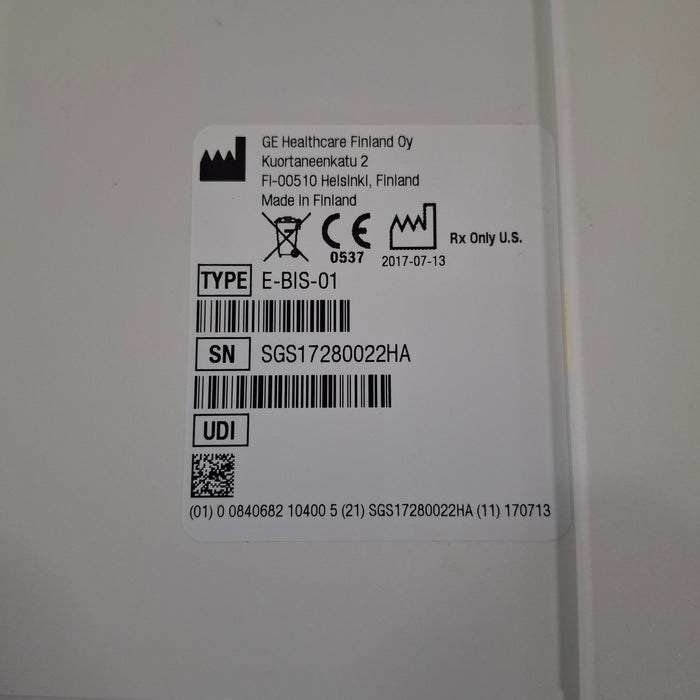 GE Healthcare Finland Oy
Kuortaneenkatu 2
FI-00510 Helsinki, Finland
Made in Finland
CE
0537
2017-07-13
Rx Only U.S.
TYPE E-BIS-01
SN SGS17280022HA
UDI
(01) 0 0840682 10400 5 (21) SGS17280022HA (11) 170713